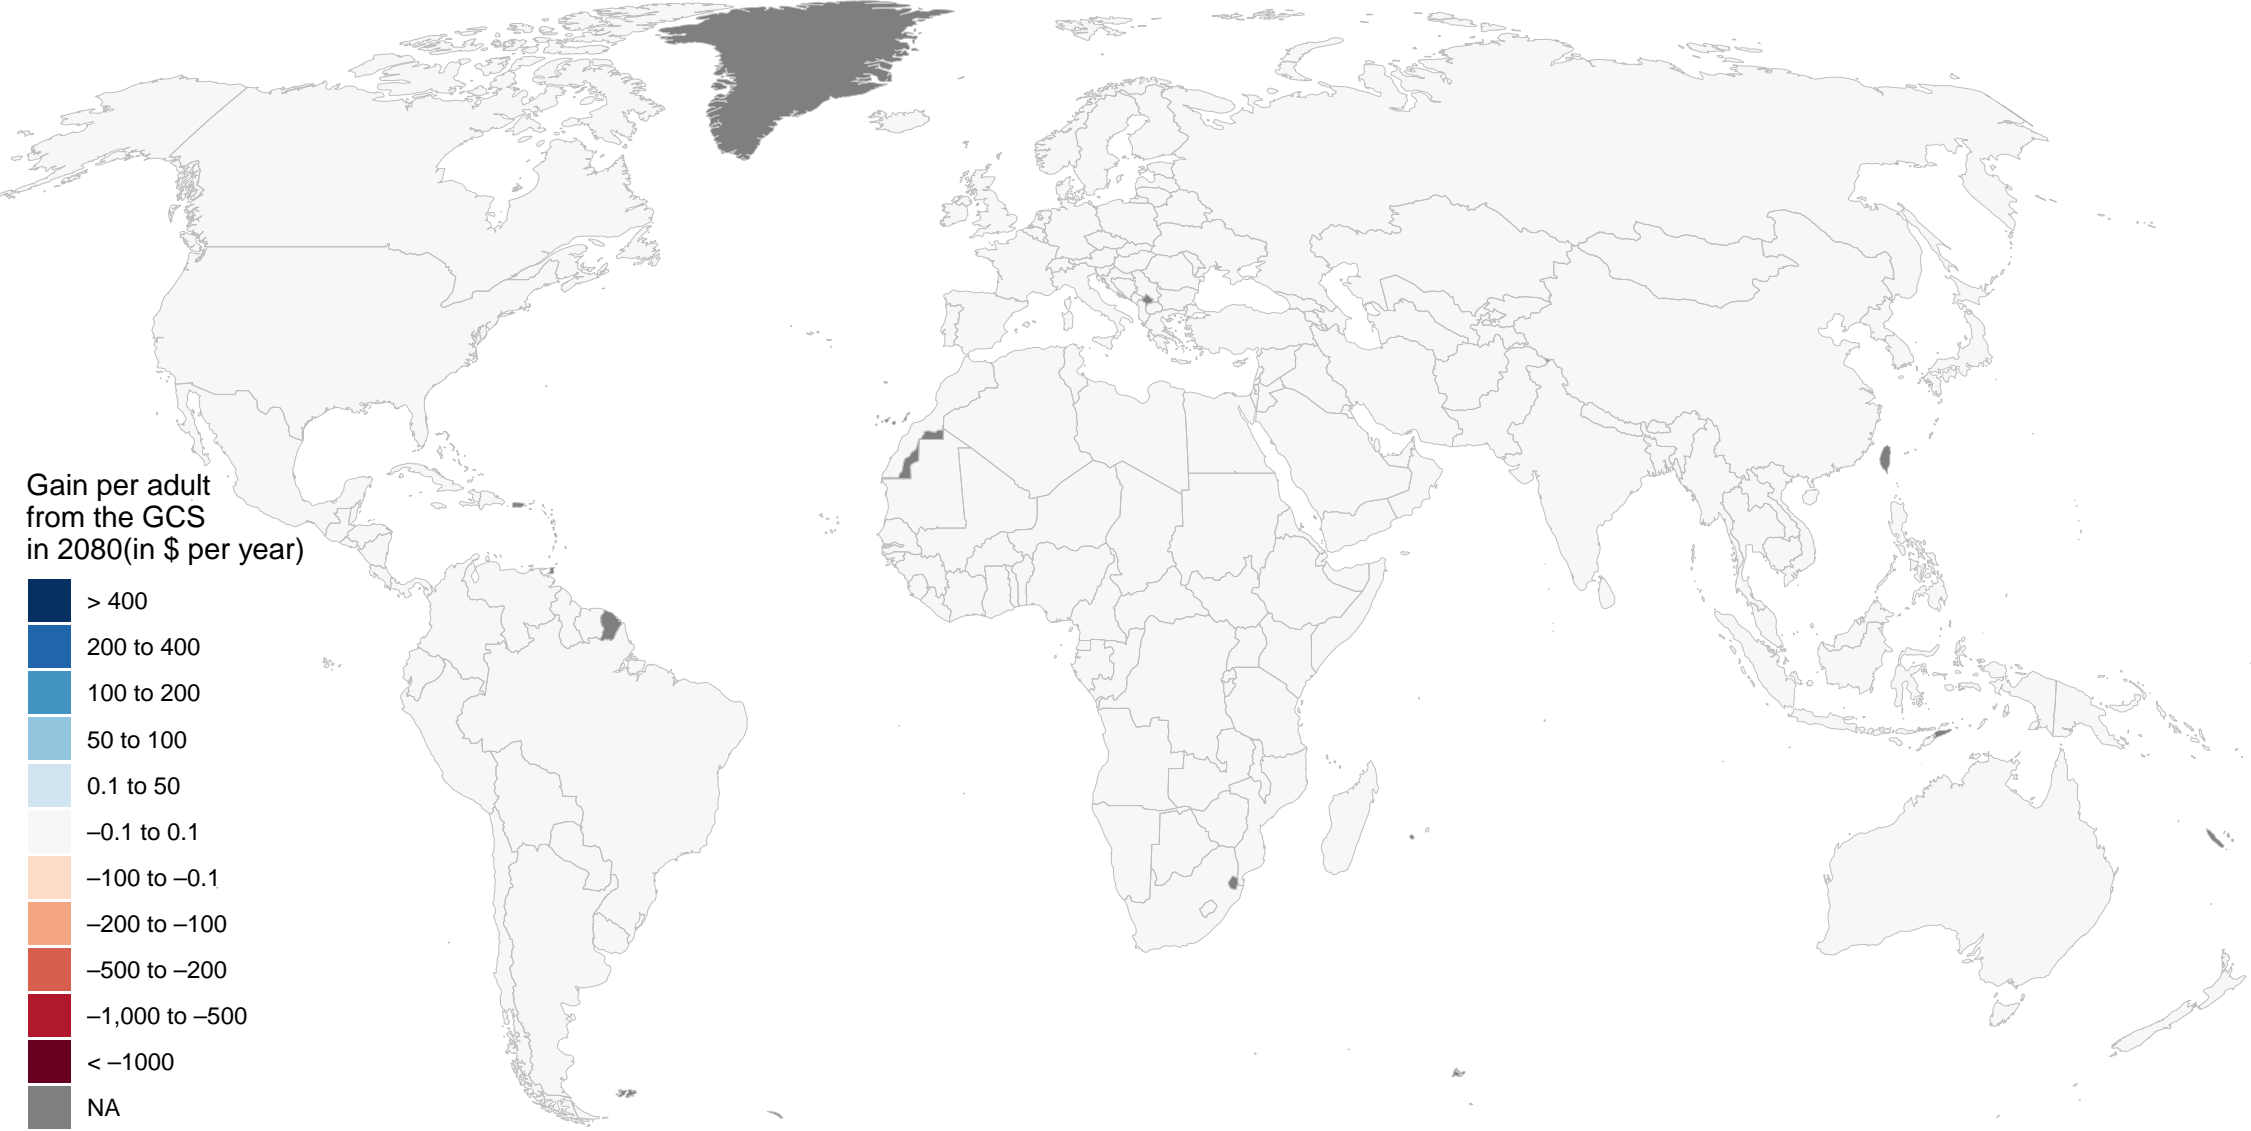 Gain per adult
from the GCS
in 2080(in $ per year)
> 400
200 to 400
100 to 200
50 to 100
0.1 to 50
–0.1 to 0.1
–100 to –0.1
–200 to –100
–500 to –200
–1,000 to –500
< –1000
NA